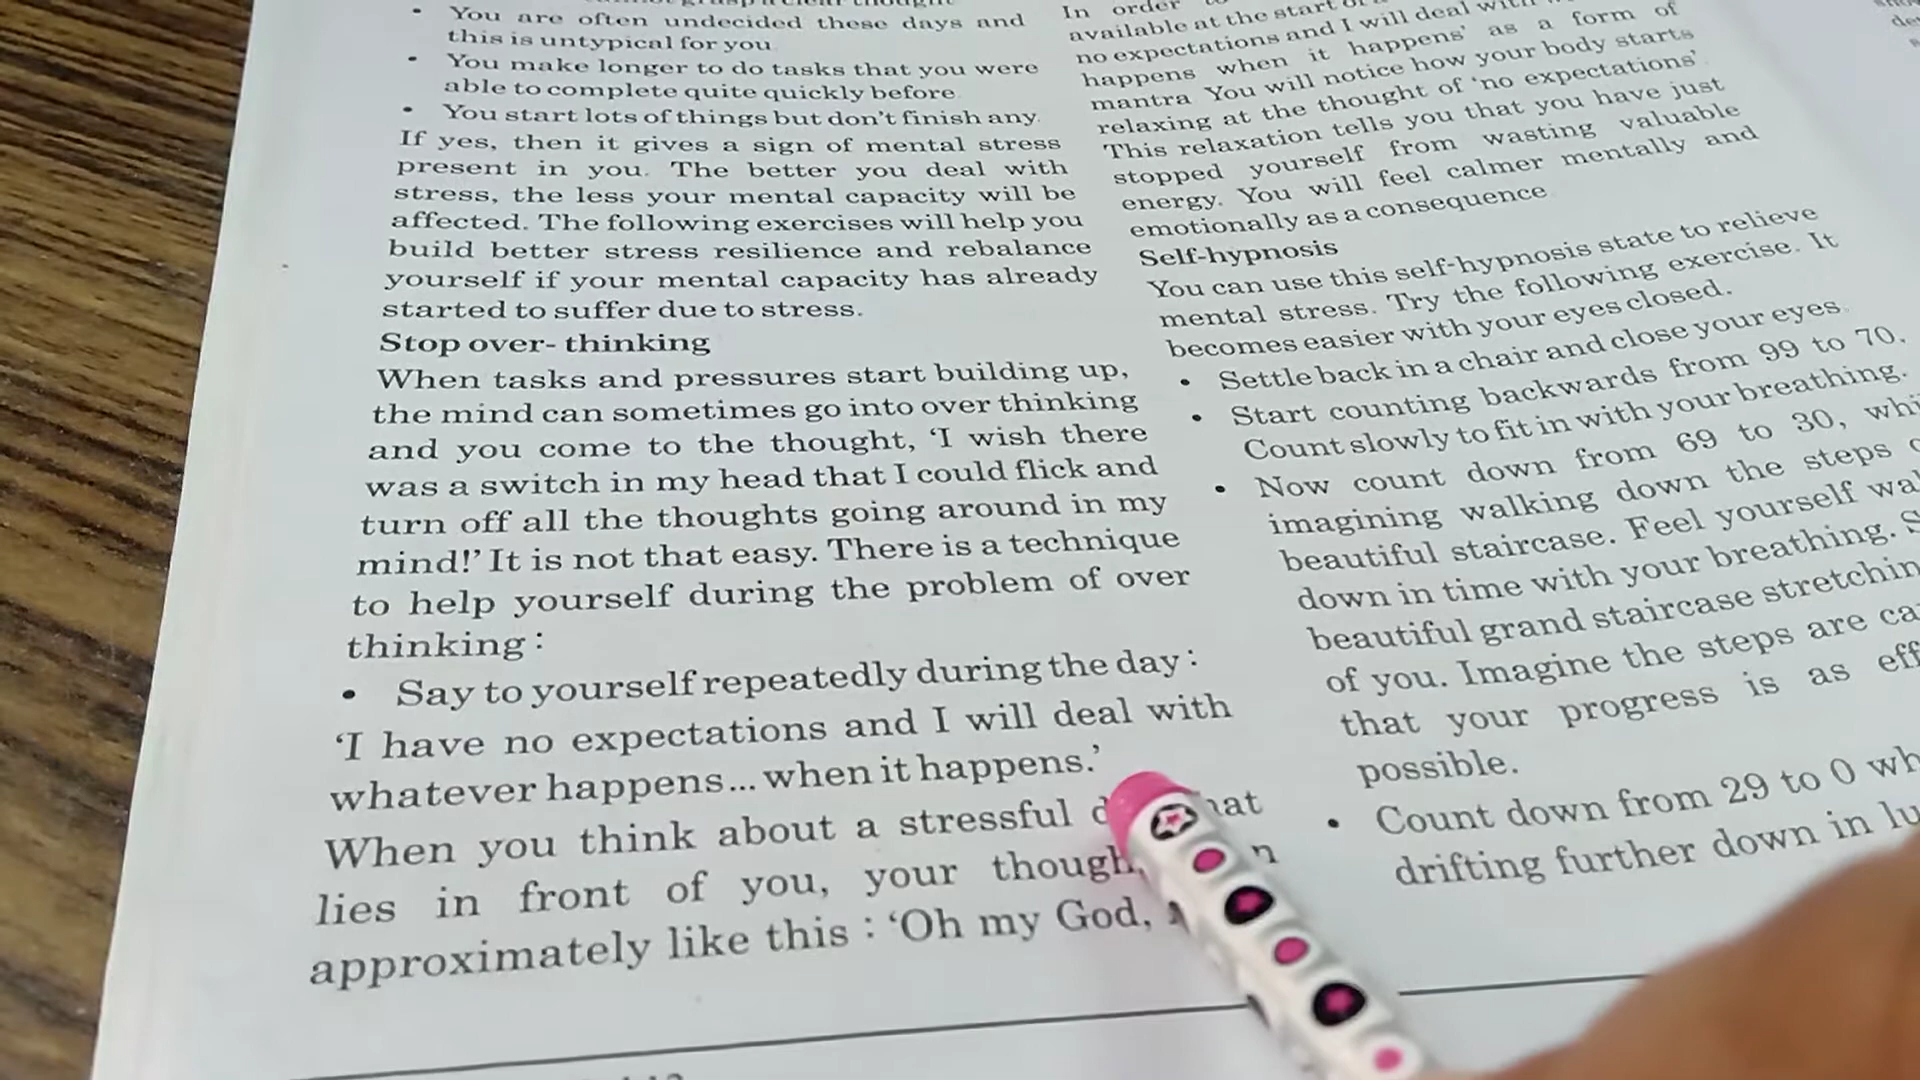 You are often undecided these days and
this is untypical for you
You make longer to do tasks that you were
able to complete quite quickly before
You start lots of things but don't finish any.
If yes, then it gives a sign of mental stress
present in you. The better you deal with
stress, the less your mental capacity will be
affected. The following exercises will help you
build better stress resilience and rebalance
yourself if your mental capacity has already
started to suffer due to stress.
Stop over- thinking
When tasks and pressures start building up,
the mind can sometimes go into over thinking
and you come to the thought, 'I wish there
was a switch in my head that I could flick and
turn off all the thoughts going around in my
mind!' It is not that easy. There is a technique
to help yourself during the problem of over
thinking :
• Say to yourself repeatedly during the day :
'I have no expectations and I will deal with
whatever happens... when it happens.'
When you think about a stressful
lies in front of you, your
approximately like this : 'Oh my God,
In order
available at the start
no expectations and I will deal with
happens when it happens' as a form of
mantra You will notice how your body starts
relaxing at the thought of 'no expectations'.
This relaxation tells you that you have just
stopped yourself from wasting valuable
energy. You will feel calmer mentally and
emotionally as a consequence
Self-hypnosis
You can use this self-hypnosis state to relieve
mental stress. Try the following exercise. It
becomes easier with your eyes closed.
• Settle back in a chair and close your eyes.
• Start counting backwards from 99 to 70.
Count slowly to fit in with your breathing.
• Now count down from 69 to 30,
imagining walking down the steps
beautiful staircase. Feel yourself
down in time with your breathing.
beautiful grand staircase
of you. Imagine the steps are
that your progress is as
possible.
• Count down from 29 to 0
drifting further down in